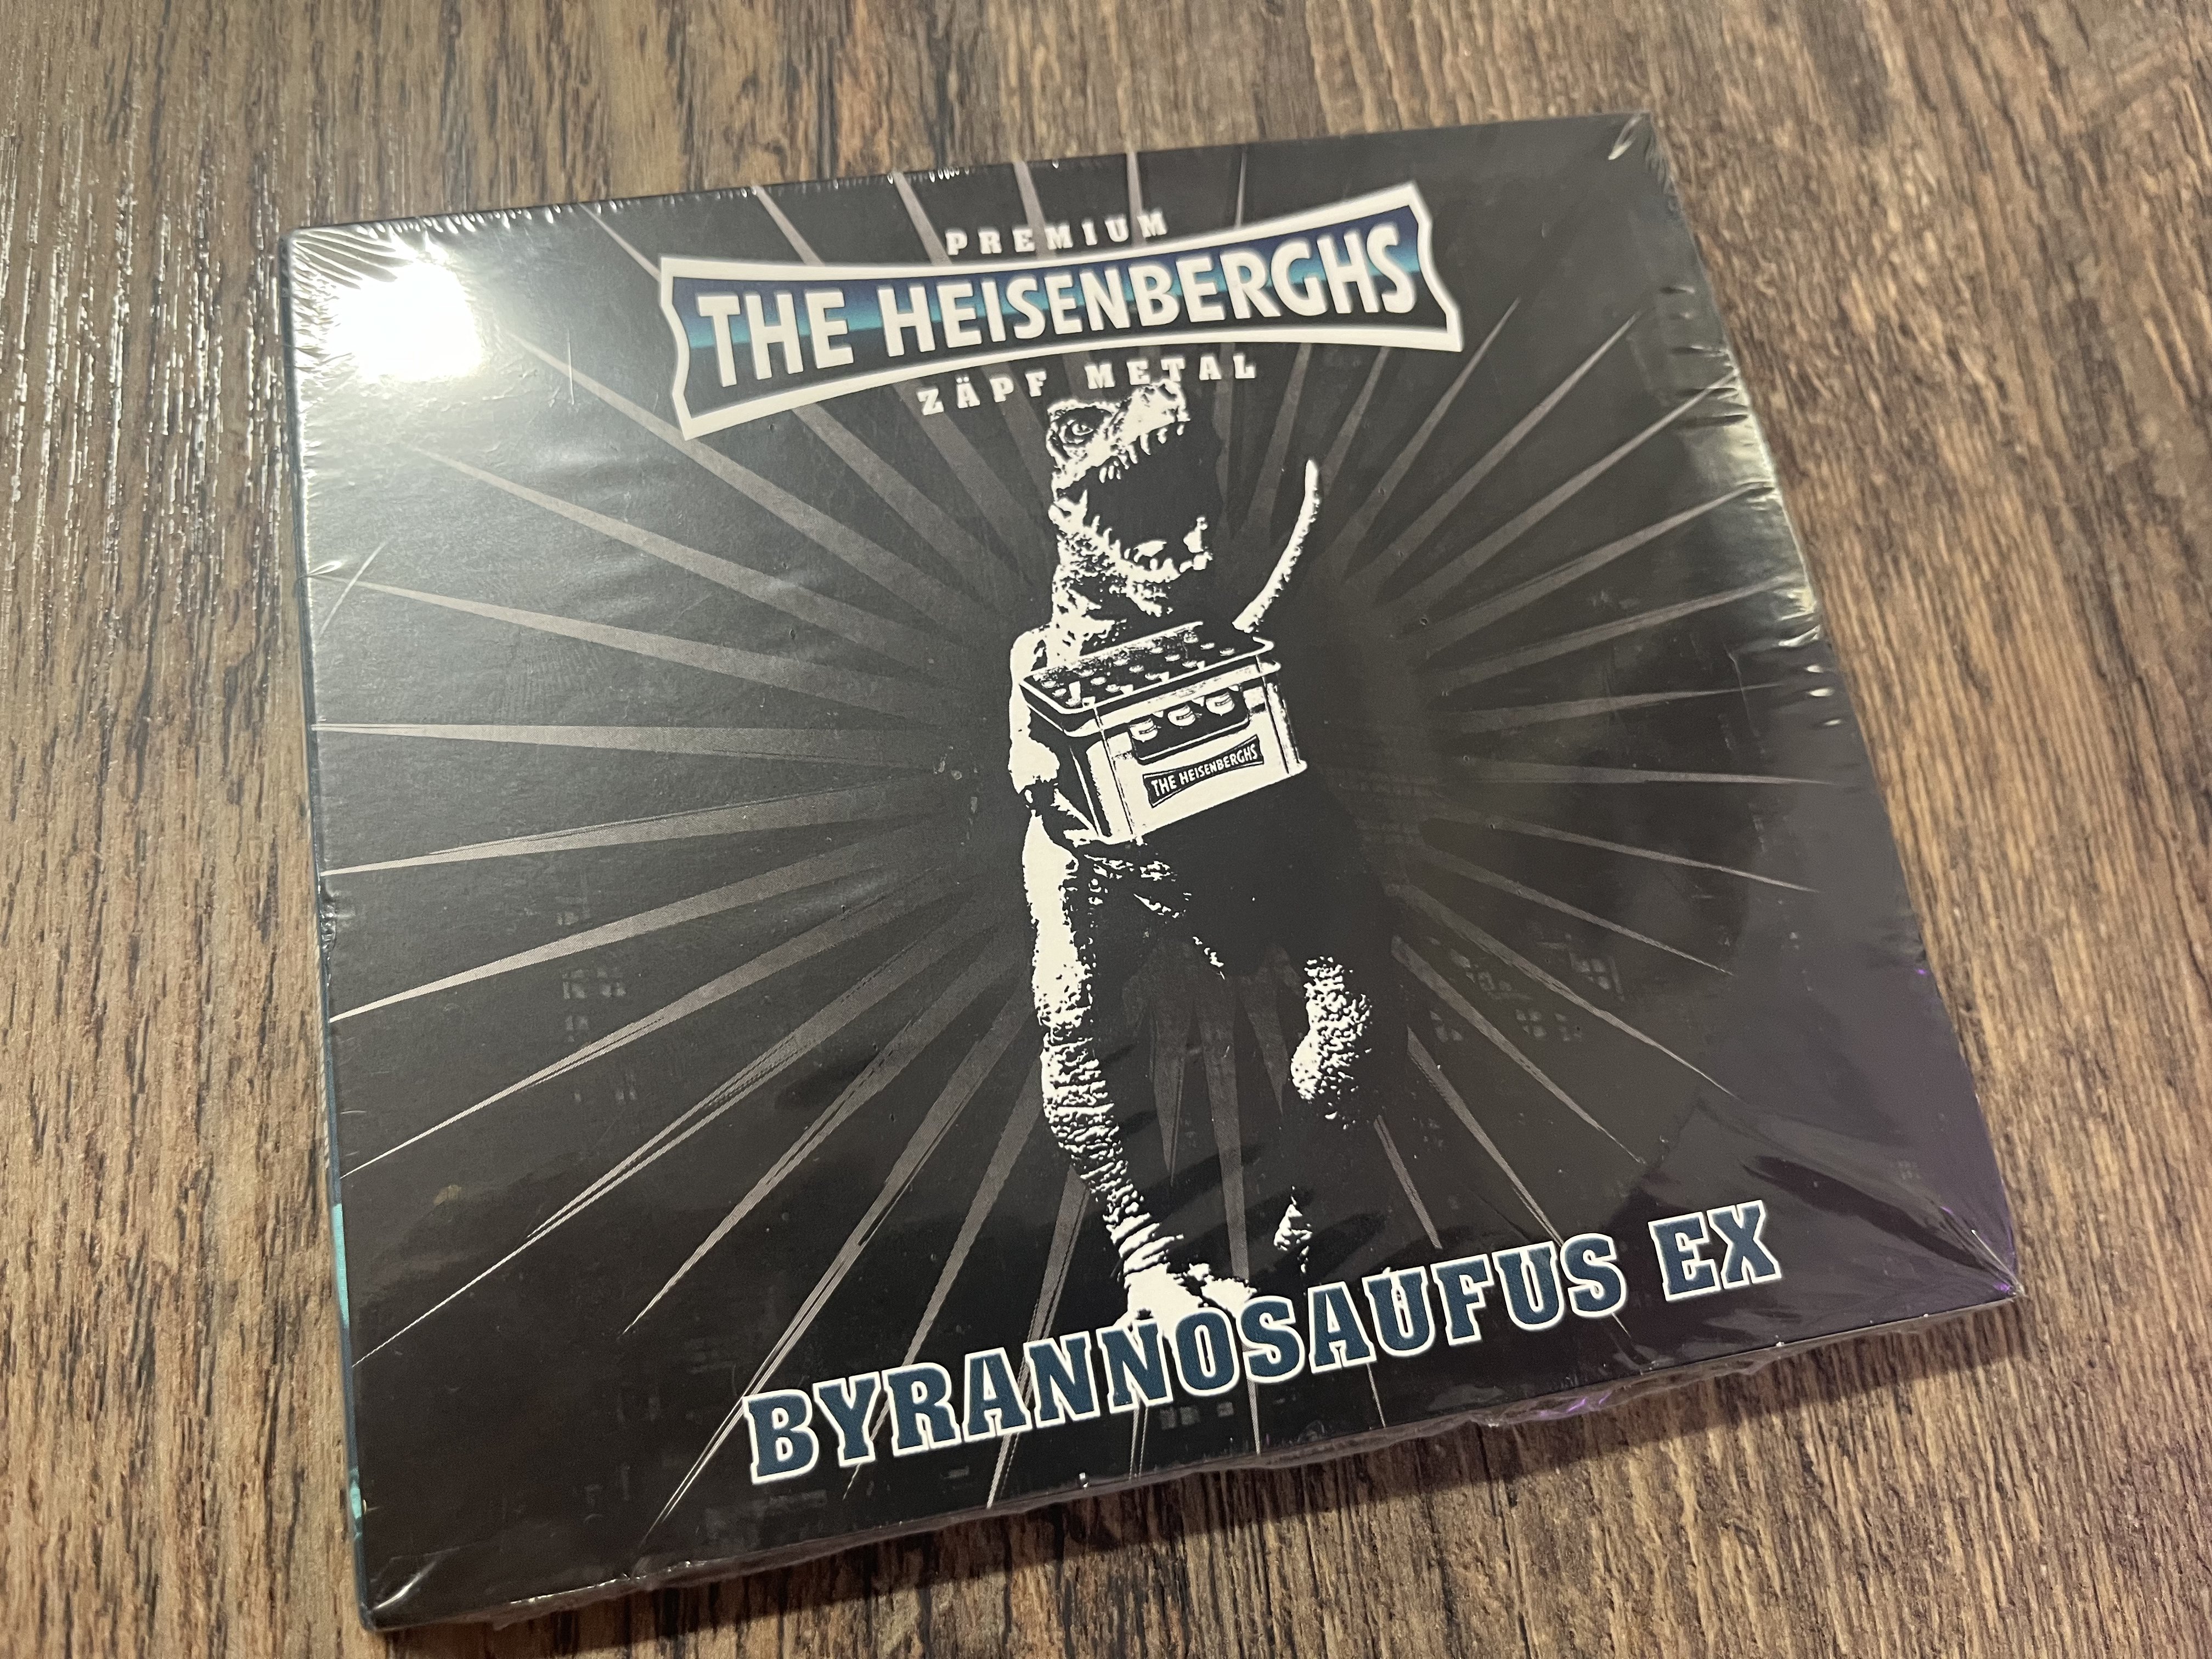 PREMIUM
THE HEISENBERGHS
ZÄPF METAL
THE HEISENBERGHS
BYRANNOSAUFUS EX